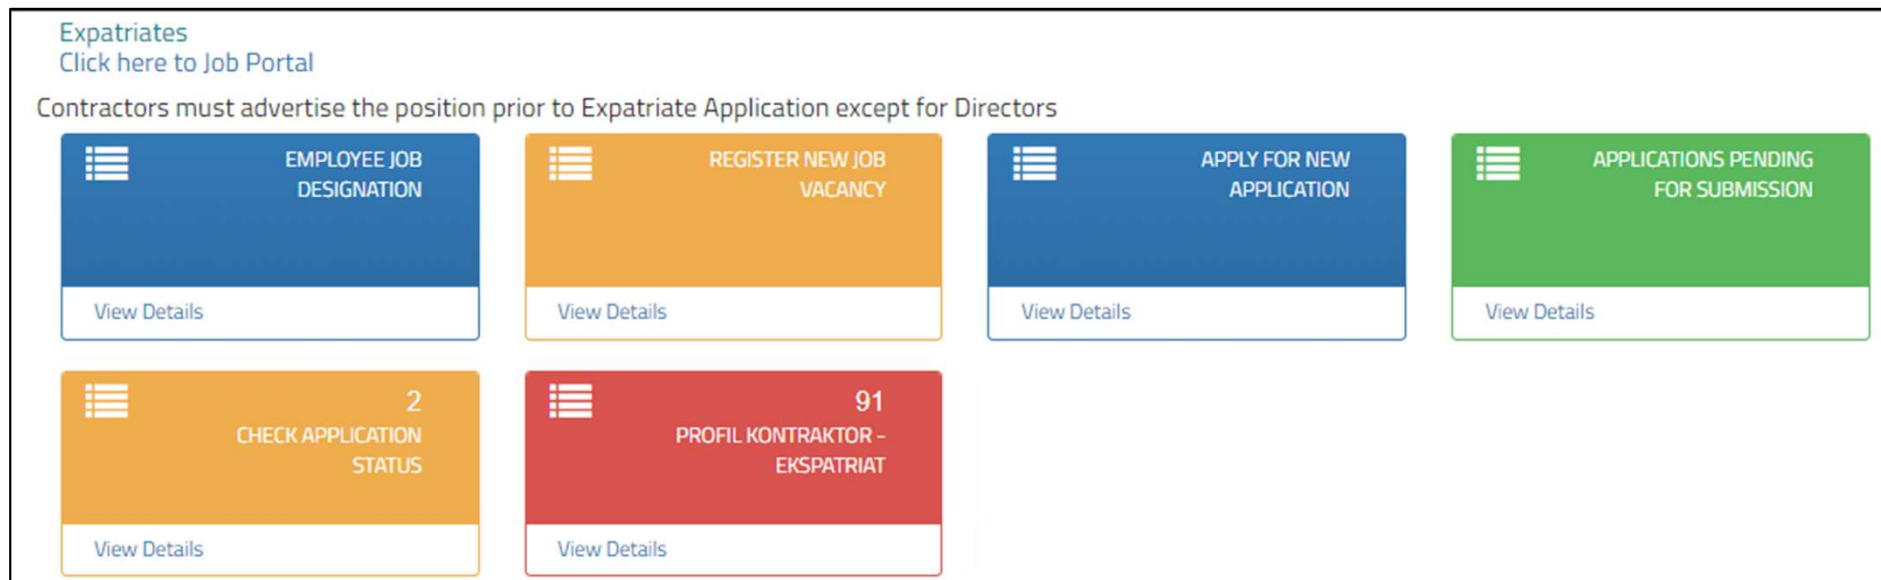 Expatriates
Click here to Job Portal
Contractors must advertise the position prior to Expatriate Application except for Directors
EMPLOYEE JOB
DESIGNATION
View Details
REGISTER NEW JOB
VACANCY
View Details
APPLY FOR NEW
APPLICATION
View Details
APPLICATIONS PENDING
FOR SUBMISSION
View Details
2
CHECK APPLICATION
STATUS
View Details
91
PROFIL KONTRAKTOR -
EKSPATRIAT
View Details